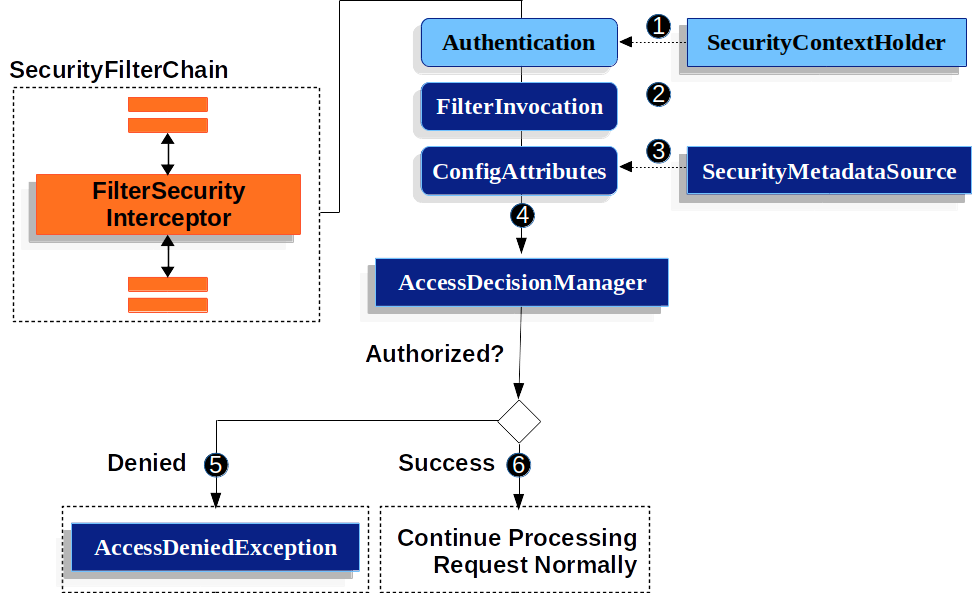 Authentication
1
SecurityContextHolder
SecurityFilterChain
FilterInvocation
2
ConfigAttributes
3
SecurityMetadataSource
FilterSecurity
Interceptor
4
AccessDecisionManager
Authorized?
Denied
5
Success
6
AccessDeniedException
Continue Processing
Request Normally